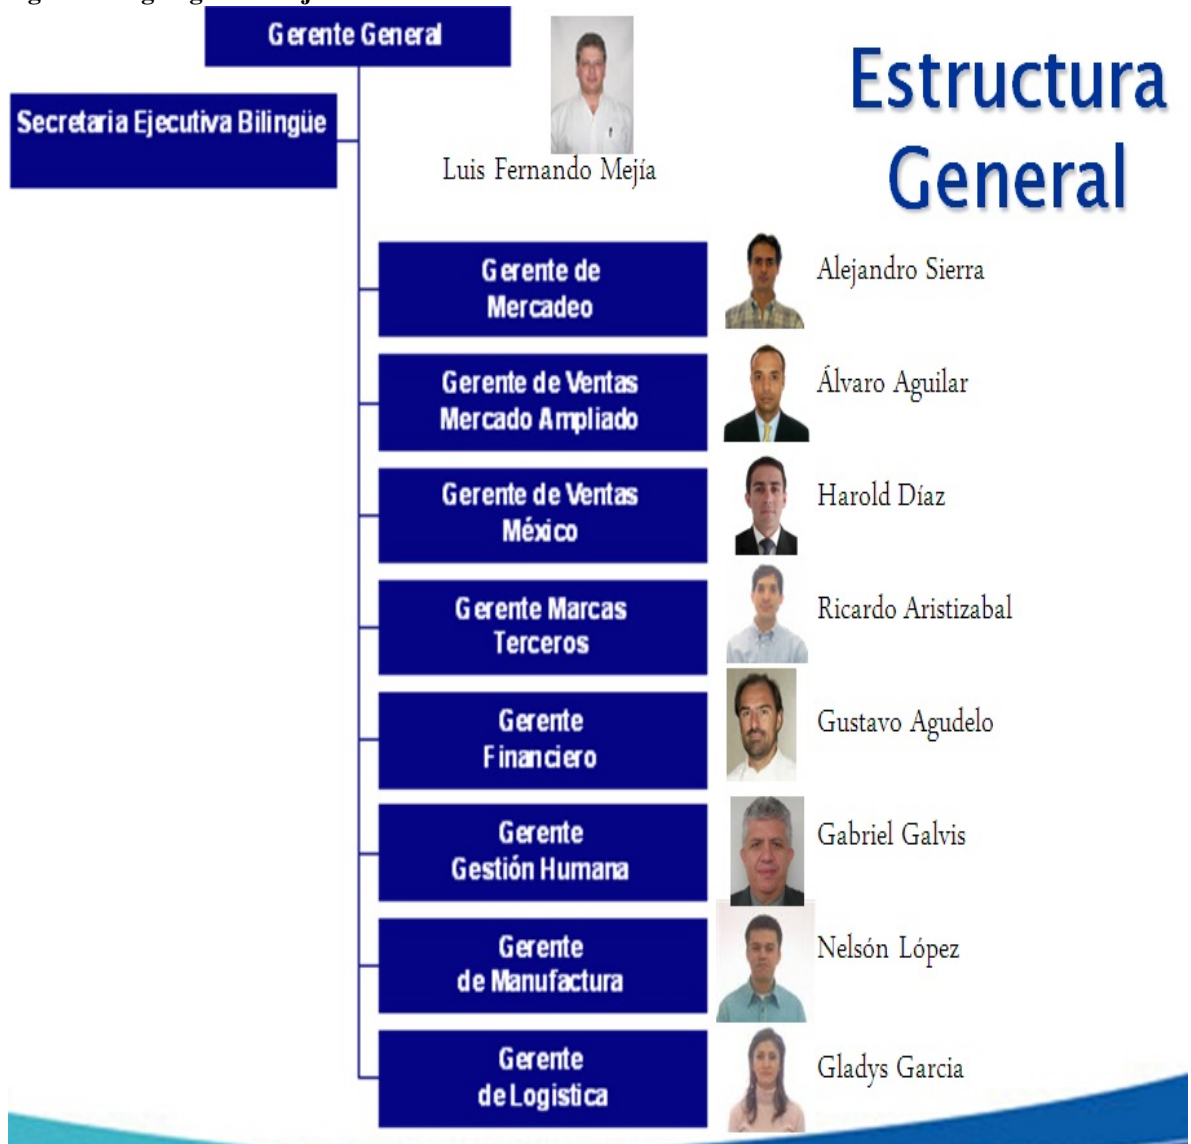 Gerente General
Estructura
General
Secretaria Ejecutiva Bilingüe
Luis Fernando Mejía
Gerente de
Mercadeo
Alejandro Sierra
Gerente de Ventas
Mercado Ampliado
Álvaro Aguilar
Gerente de Ventas
México
Harold Díaz
Gerente Marcas
Terceros
Ricardo Aristizabal
Gerente
Financiero
Gustavo Agudelo
Gerente
Gestión Humana
Gabriel Galvis
Gerente
de Manufactura
Nelsón López
Gerente
de Logistica
Gladys Garcia